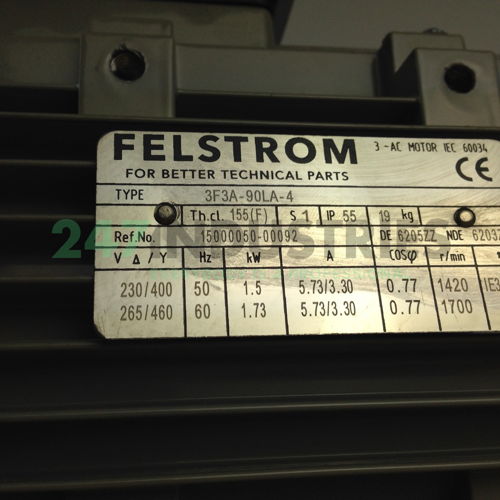 FELSTROM
3-AC MOTOR IEC 60034
FOR BETTER TECHNICAL PARTS
CE
TYPE 3F3A-90LA-4
Th.cl. 155(F) S1 IP 55 19 kg
Ref.No. 15000050-00092 DE 6205ZZ NDE 6203Z
V Δ/Y Hz kW A COSφ r/min
230/400 50 1.5 5.73/3.30 0.77 1420 IE3
265/460 60 1.73 5.73/3.30 0.77 1700